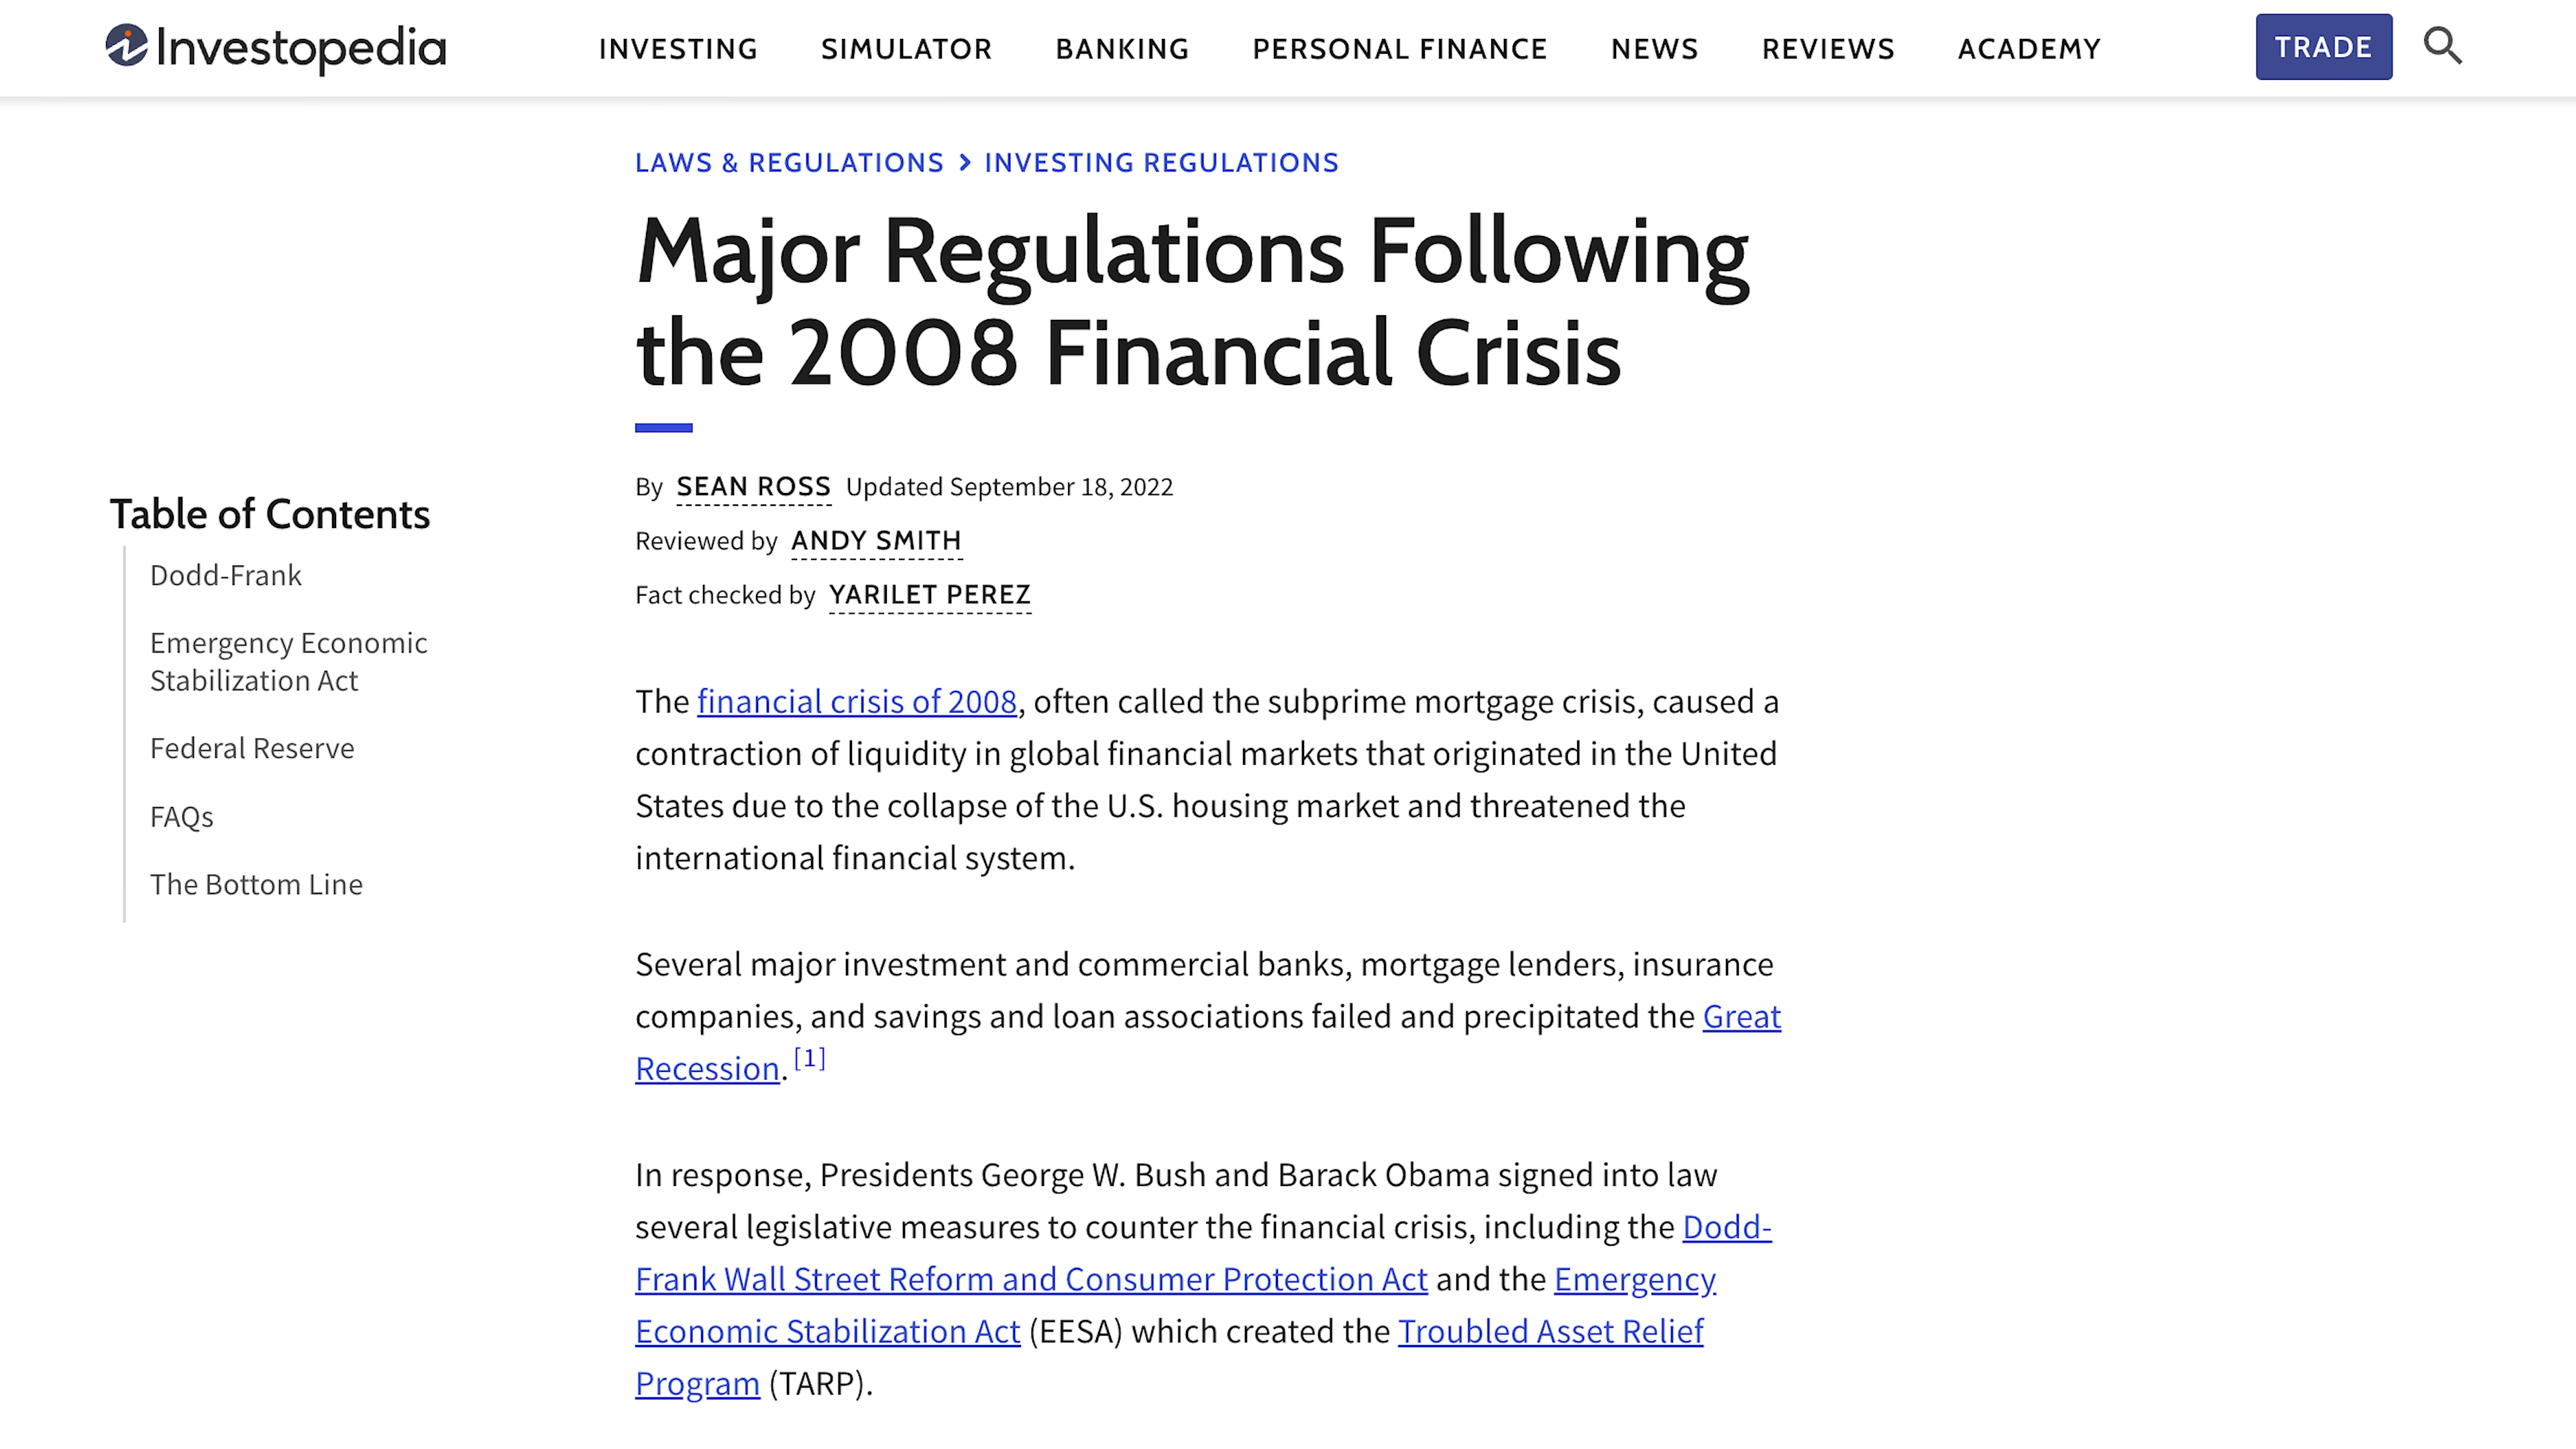 Investopedia
INVESTING SIMULATOR BANKING PERSONAL FINANCE NEWS REVIEWS ACADEMY TRADE
LAWS & REGULATIONS > INVESTING REGULATIONS
Major Regulations Following
the 2008 Financial Crisis
By SEAN ROSS Updated September 18, 2022
Reviewed by ANDY SMITH
Fact checked by YARILET PEREZ
Table of Contents
Dodd-Frank
Emergency Economic
Stabilization Act
Federal Reserve
FAQs
The Bottom Line
The financial crisis of 2008, often called the subprime mortgage crisis, caused a
contraction of liquidity in global financial markets that originated in the United
States due to the collapse of the U.S. housing market and threatened the
international financial system.
Several major investment and commercial banks, mortgage lenders, insurance
companies, and savings and loan associations failed and precipitated the Great
Recession. [1]
In response, Presidents George W. Bush and Barack Obama signed into law
several legislative measures to counter the financial crisis, including the Dodd-
Frank Wall Street Reform and Consumer Protection Act and the Emergency
Economic Stabilization Act (EESA) which created the Troubled Asset Relief
Program (TARP).